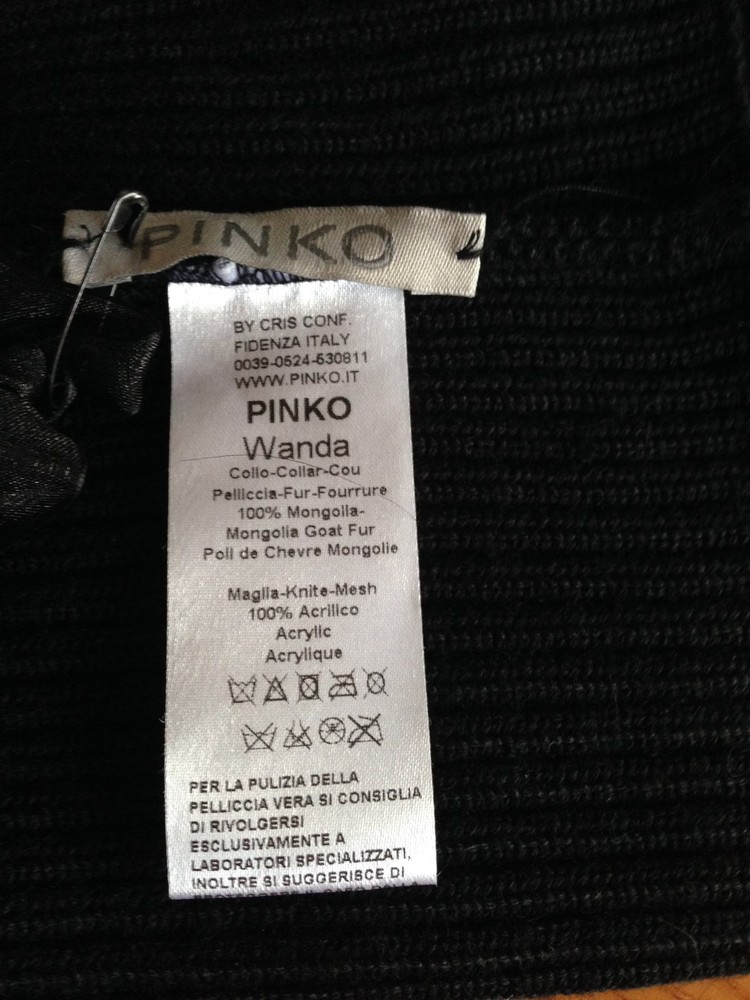 PINKO
BY CRIS CONF.
FIDENZA ITALY
0039-0524-530811
WWW.PINKO.IT
PINKO
Wanda
Collo-Collar-Cou
Pelliccia-Fur-Fourrure
100% Mongolia-
Mongolia Goat Fur
Poil de Chevre Mongolie
Maglia-Knite-Mesh
100% Acrilico
Acrylic
Acrylique
PER LA PULIZIA DELLA
PELLICCIA VERA SI CONSIGLIA
DI RIVOLGERSI
ESCLUSIVAMENTE A
LABORATORI SPECIALIZZATI,
INOLTRE SI SUGGERISCE DI